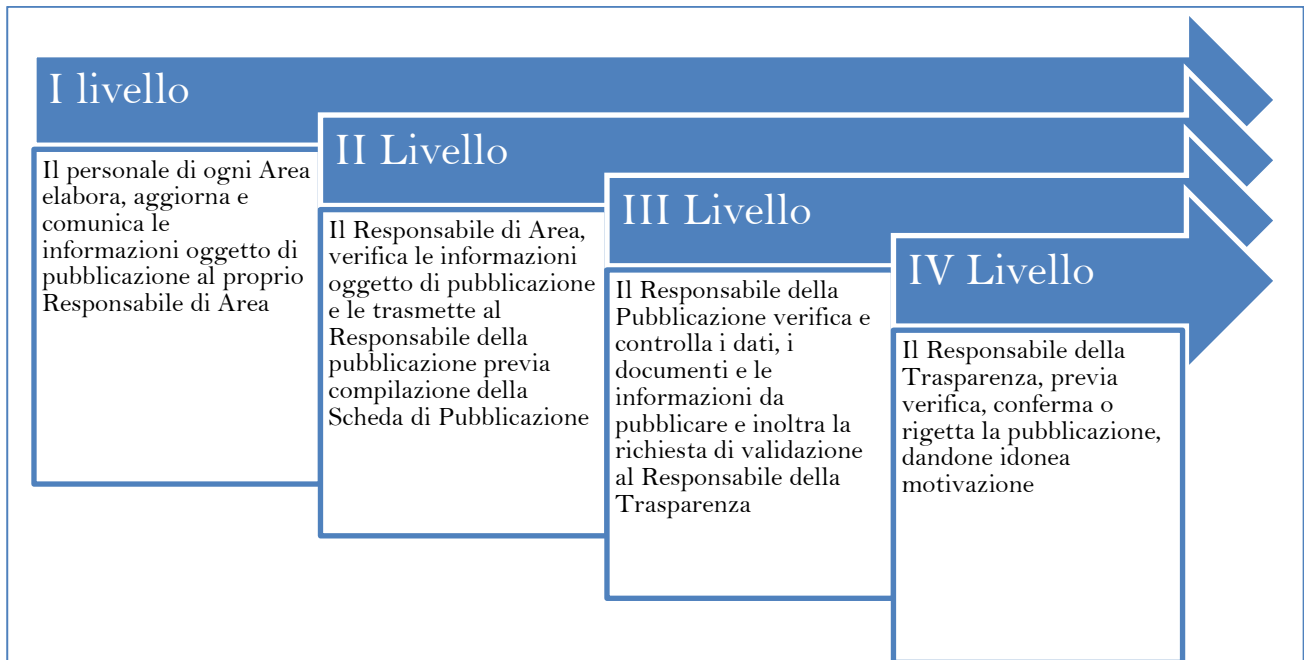 I livello
Il personale di ogni Area
elabora, aggiorna e
comunica le
informazioni oggetto di
pubblicazione al proprio
Responsabile di Area
II Livello
Il Responsabile di Area,
verifica le informazioni
oggetto di pubblicazione
e le trasmette al
Responsabile della
pubblicazione previa
compilazione della
Scheda di Pubblicazione
III Livello
Il Responsabile della
Pubblicazione verifica e
controlla i dati, i
documenti e le
informazioni da
pubblicare e inoltra la
richiesta di validazione
al Responsabile della
Trasparenza
IV Livello
Il Responsabile della
Trasparenza, previa
verifica, conferma o
rigetta la pubblicazione,
dandone idonea
motivazione